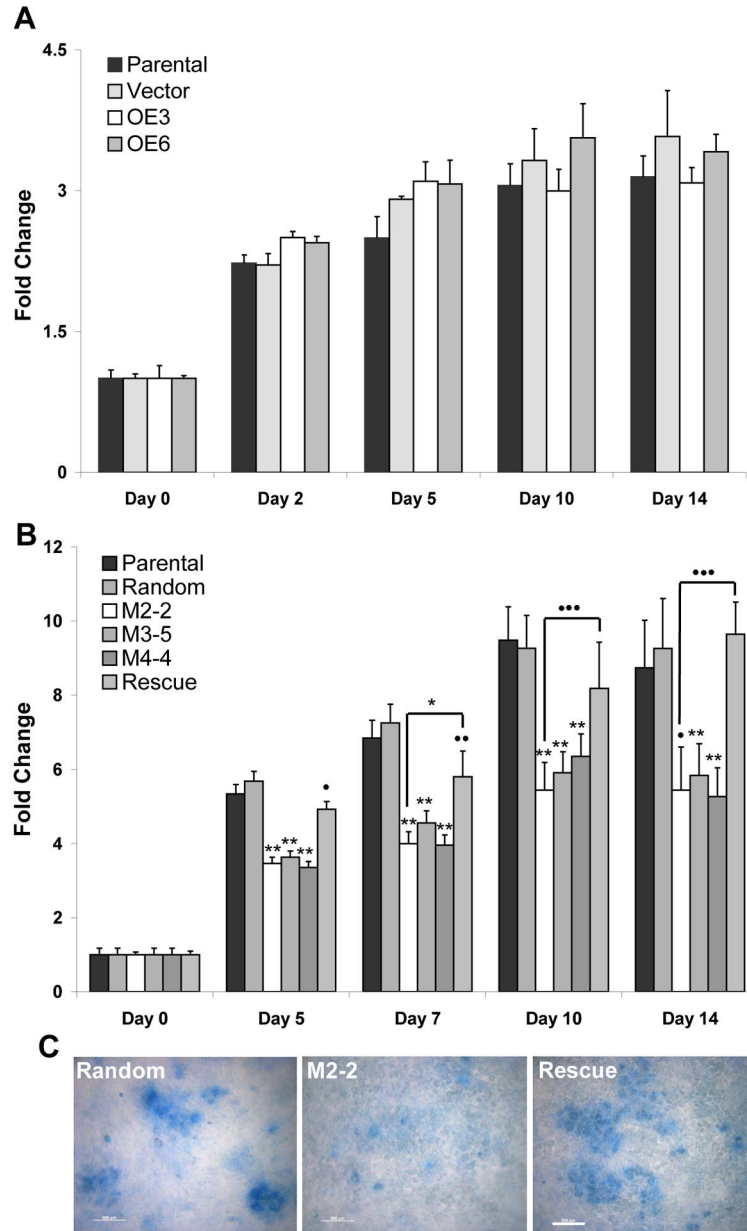 A
4.5
3
1.5
0
Fold Change
Parental
Vector
OE3
OE6
Day 0 Day 2 Day 5 Day 10 Day 14
B
12
10
8
6
4
2
0
Fold Change
Parental
Random
M2-2
M3-5
M4-4
Rescue
••• •••
*
••
** ** **
• ** **
** ** **
•
** ** **
Day 0 Day 5 Day 7 Day 10 Day 14
C
Random M2-2 Rescue